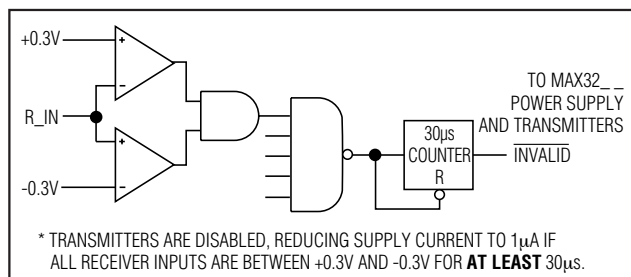 +0.3V
R_IN
-0.3V
30µs
COUNTER
R
TO MAX32_ _
POWER SUPPLY
AND TRANSMITTERS
INVALID
* TRANSMITTERS ARE DISABLED, REDUCING SUPPLY CURRENT TO 1µA IF
ALL RECEIVER INPUTS ARE BETWEEN +0.3V AND -0.3V FOR AT LEAST 30µs.